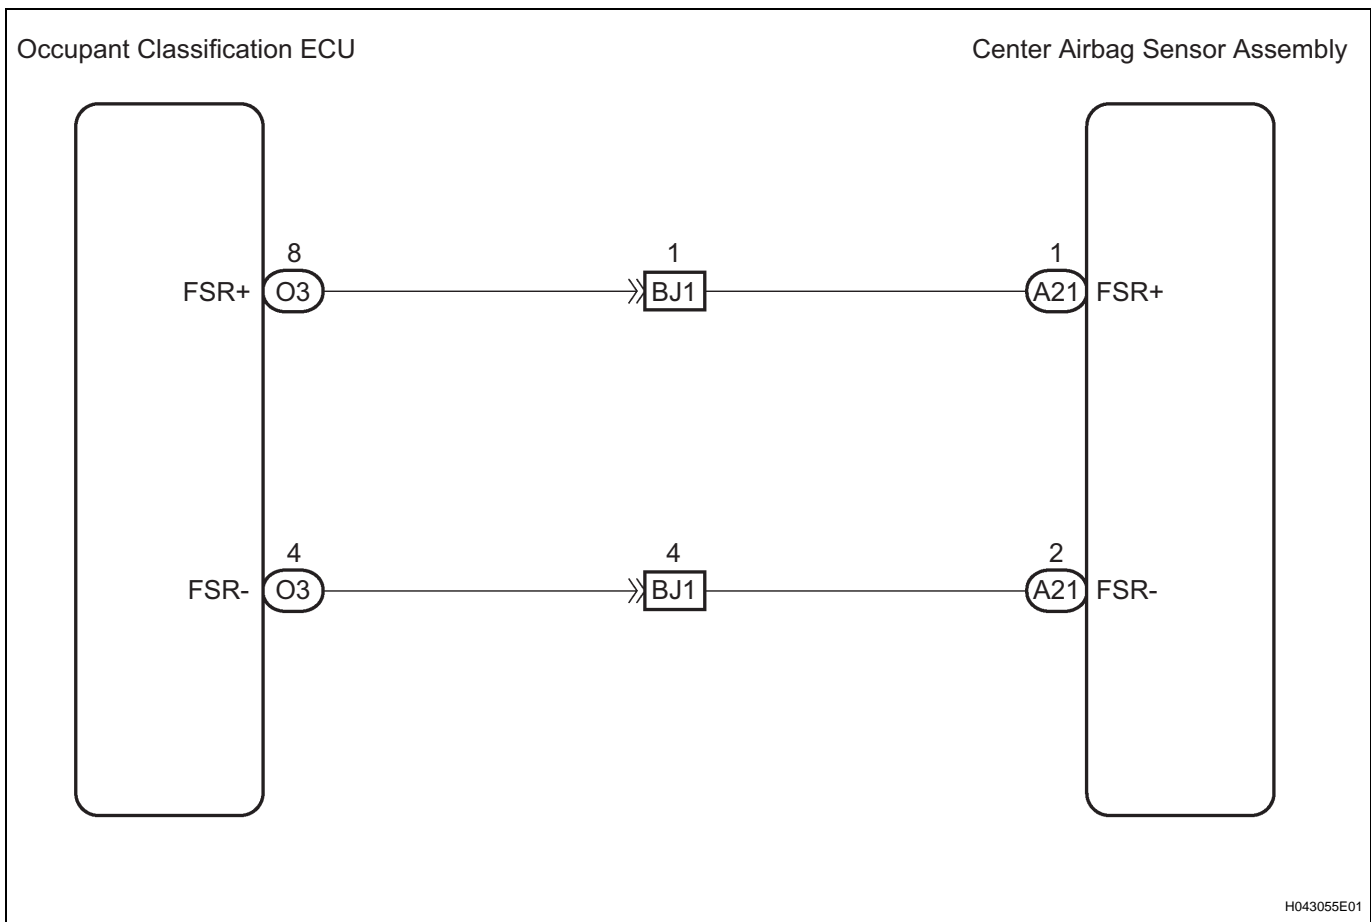 Occupant Classification ECU Center Airbag Sensor Assembly
8 1 1
FSR+ O3 BJ1 A21 FSR+
4 4 2
FSR- O3 BJ1 A21 FSR-
H043055E01